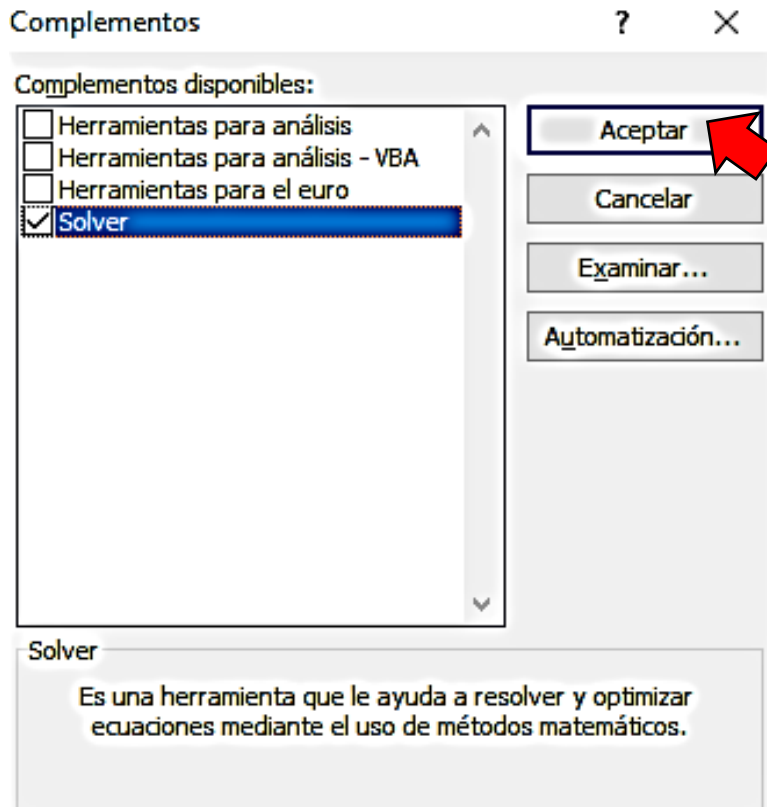 Complementos ?
Complementos disponibles:
Herramientas para análisis
Herramientas para análisis - VBA
Herramientas para el euro
Solver
Aceptar
Cancelar
Examinar...
Automatización...
Solver
Es una herramienta que le ayuda a resolver y optimizar
ecuaciones mediante el uso de métodos matemáticos.